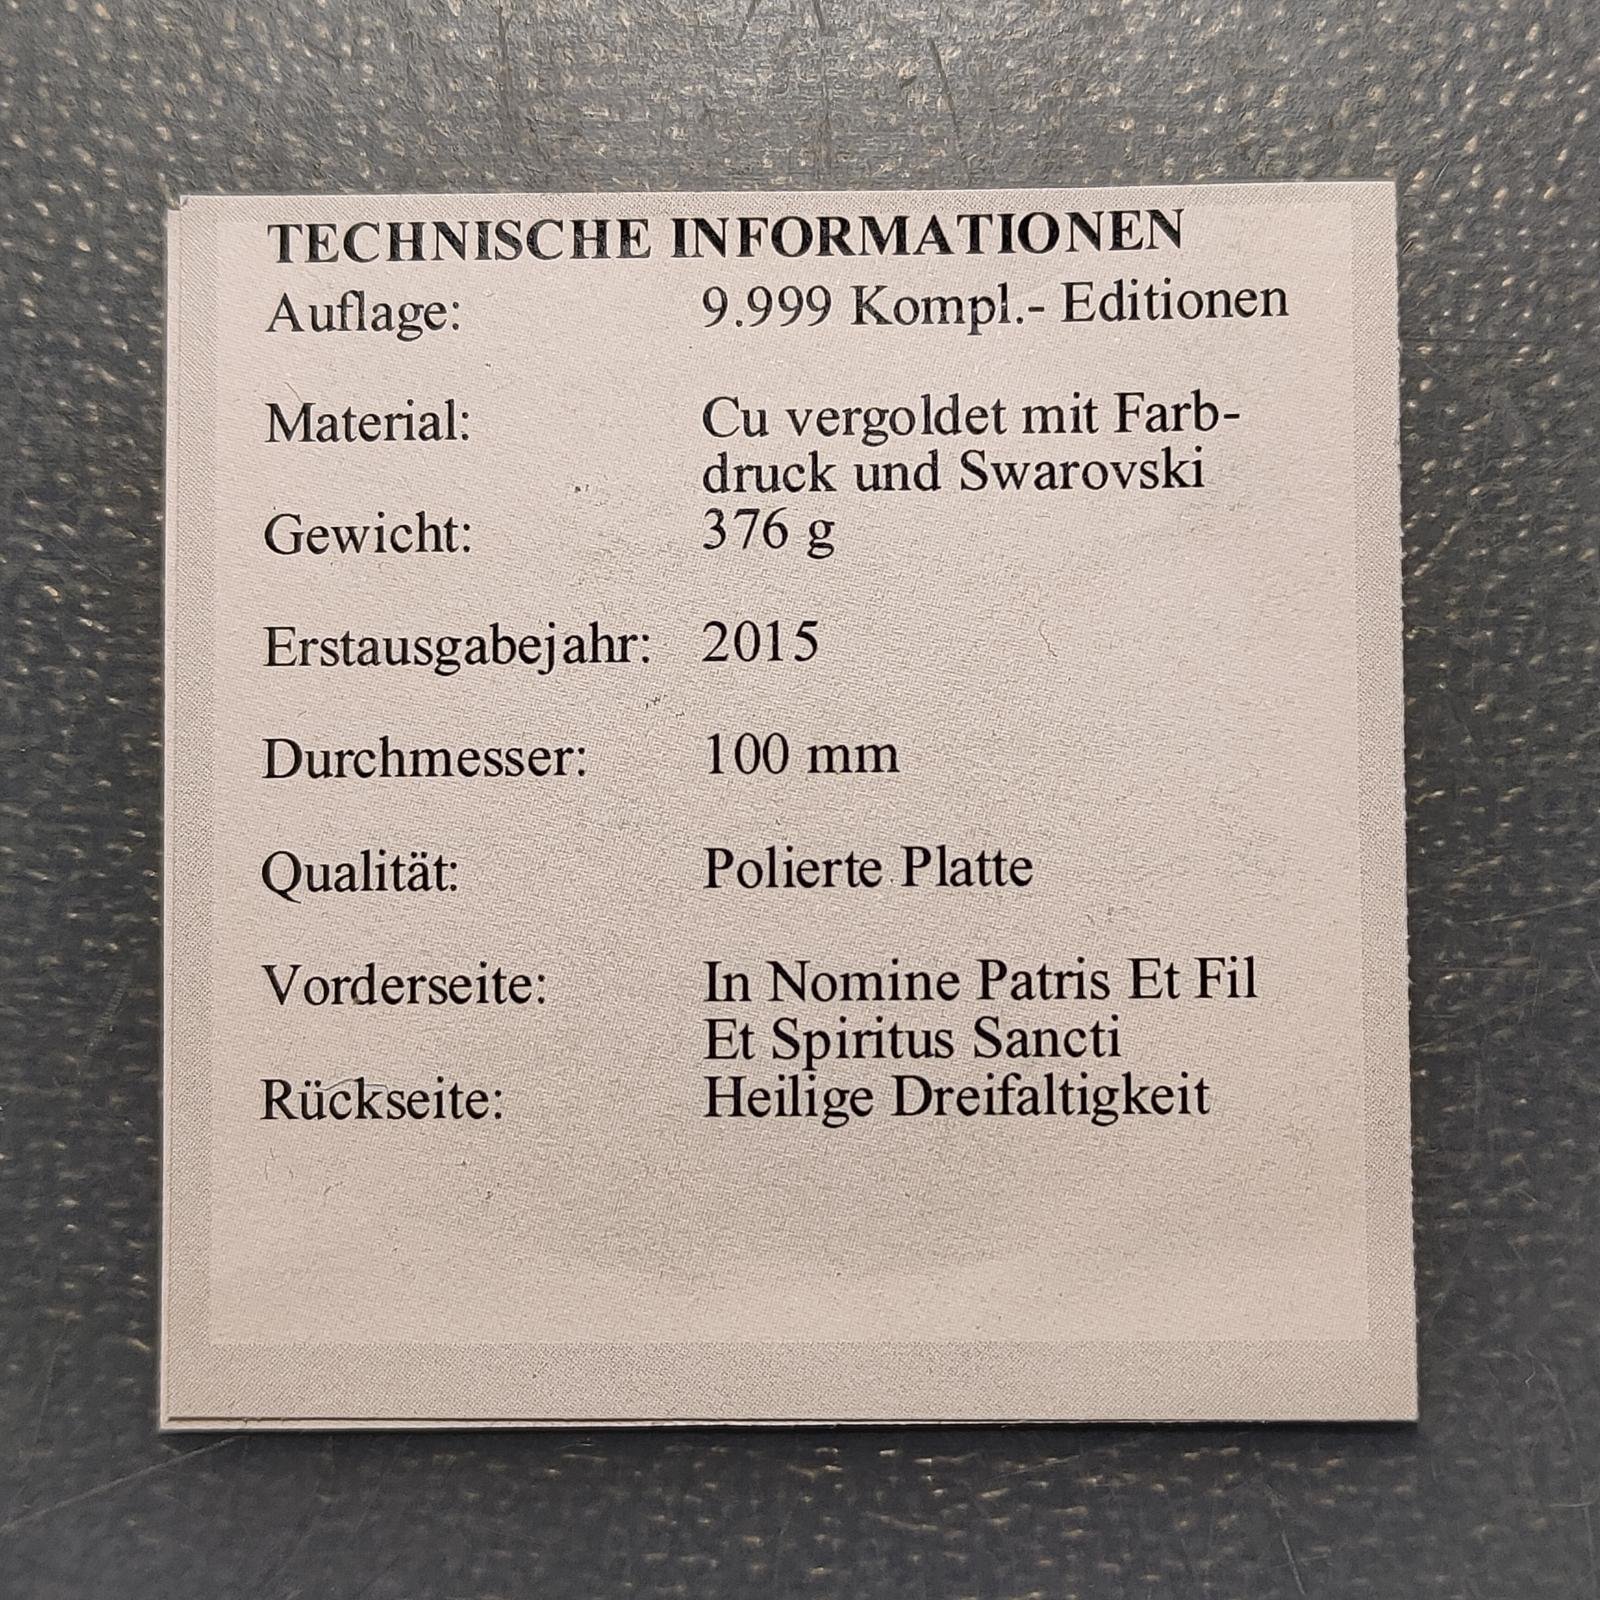 TECHNISCHE INFORMATIONEN
Auflage: 9.999 Kompl.- Editionen
Material: Cu vergoldet mit Farb-
druck und Swarovski
Gewicht: 376 g
Erstausgabejahr: 2015
Durchmesser: 100 mm
Qualität: Polierte Platte
Vorderseite: In Nomine Patris Et Fil
Et Spiritus Sancti
Rückseite: Heilige Dreifaltigkeit